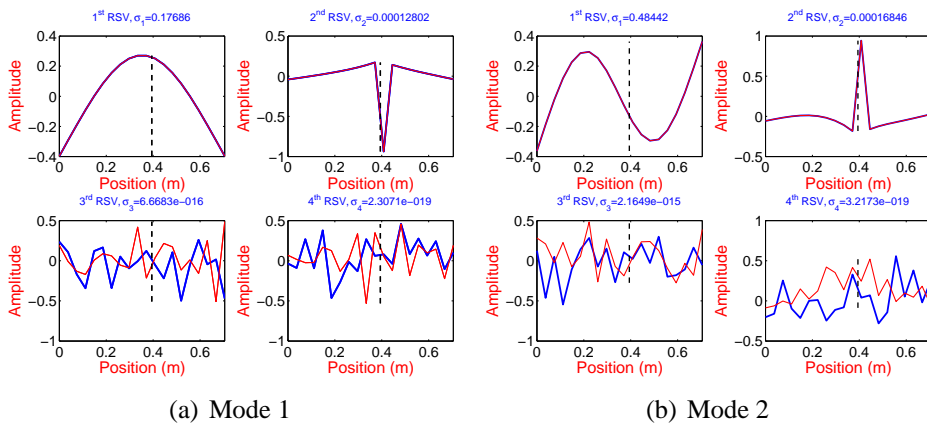 1st RSV, σ1=0.17686
0.4
0.2
0
-0.2
-0.4
Amplitude
0 0.2 0.4 0.6
Position (m)
2nd RSV, σ2=0.00012802
0.5
0
-0.5
-1
Amplitude
0 0.2 0.4 0.6
Position (m)
1st RSV, σ1=0.48442
0.4
0.2
0
-0.2
-0.4
Amplitude
0 0.2 0.4 0.6
Position (m)
2nd RSV, σ2=0.00016846
1
0.5
0
-0.5
Amplitude
0 0.2 0.4 0.6
Position (m)
3rd RSV, σ3=6.6683e-016
0.5
0
-0.5
-1
Amplitude
0 0.2 0.4 0.6
Position (m)
4th RSV, σ4=2.3071e-019
0.5
0
-0.5
-1
Amplitude
0 0.2 0.4 0.6
Position (m)
3rd RSV, σ3=2.1649e-015
0.5
0
-0.5
-1
Amplitude
0 0.2 0.4 0.6
Position (m)
4th RSV, σ4=3.2173e-019
1
0.5
0
-0.5
Amplitude
0 0.2 0.4 0.6
Position (m)
(a) Mode 1
(b) Mode 2